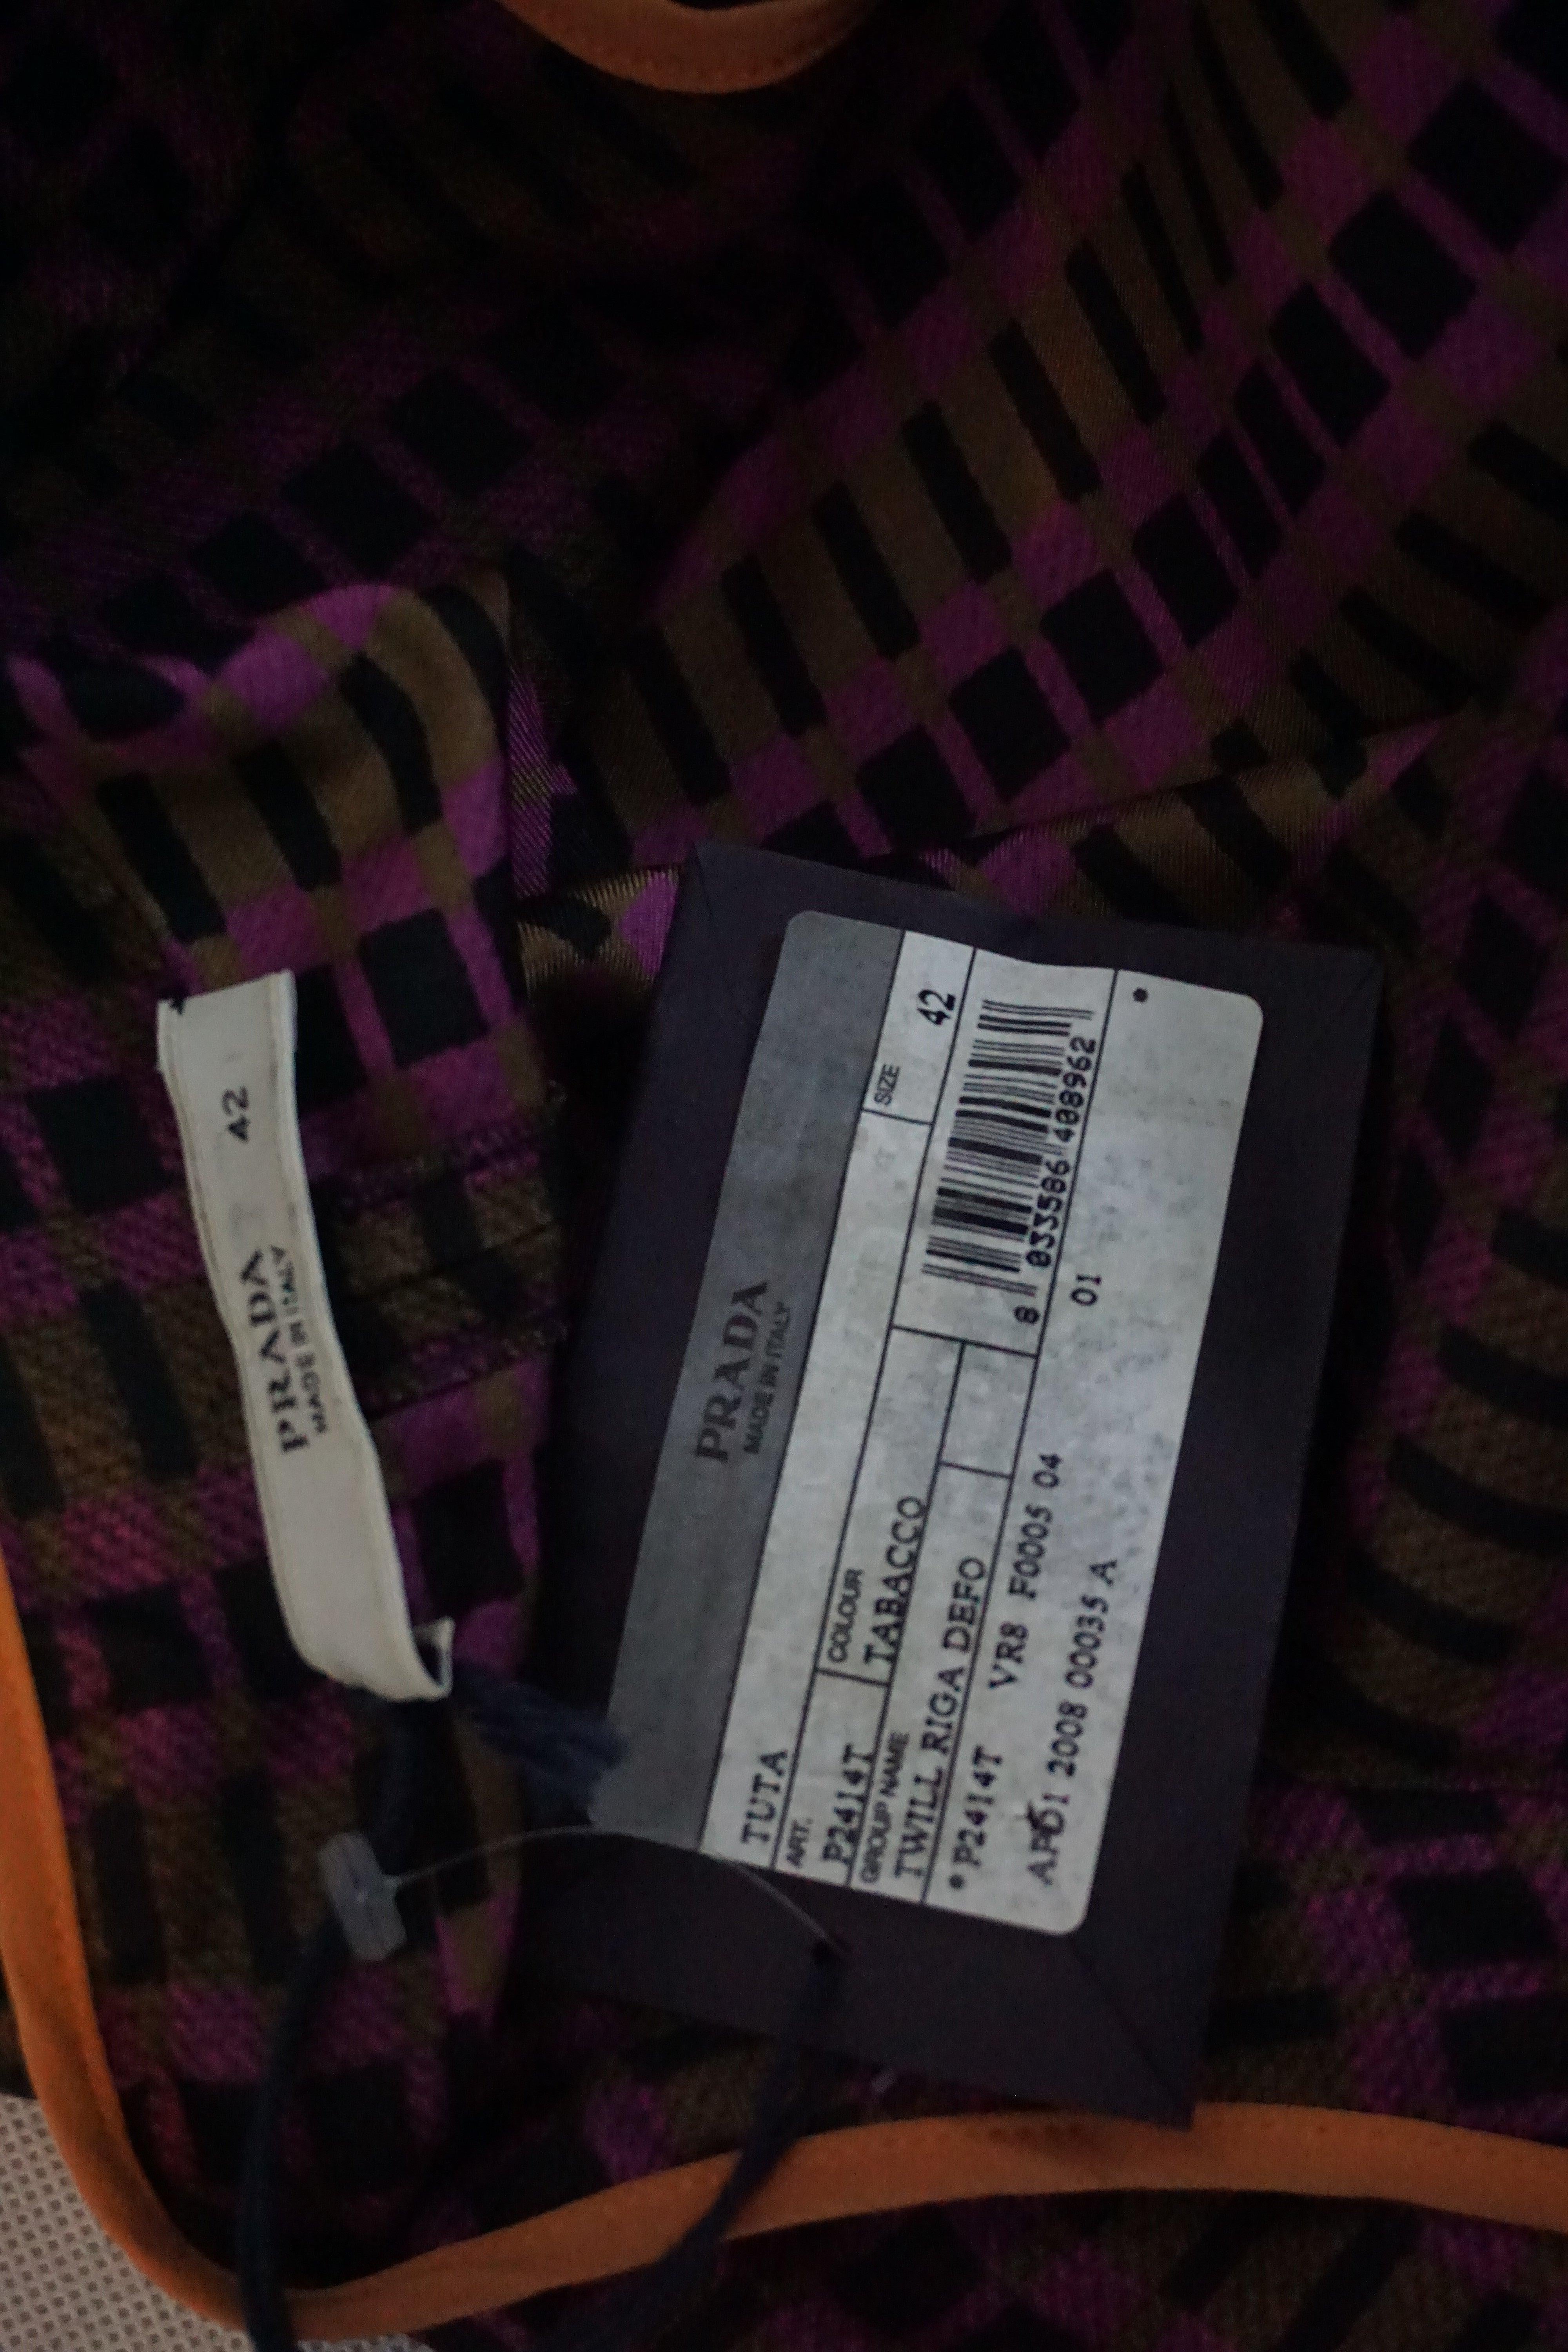 42
PRADA
MADE IN ITALY
PRADA
MADE IN ITALY
TUTA
SIZE
42
ART.
P2414T
COLOUR
TABACCO
GROUP NAME
TWILL RIGA DEFO
8 033586 408962
* P2414T VR8 F0005 04 01
2008 00035 A